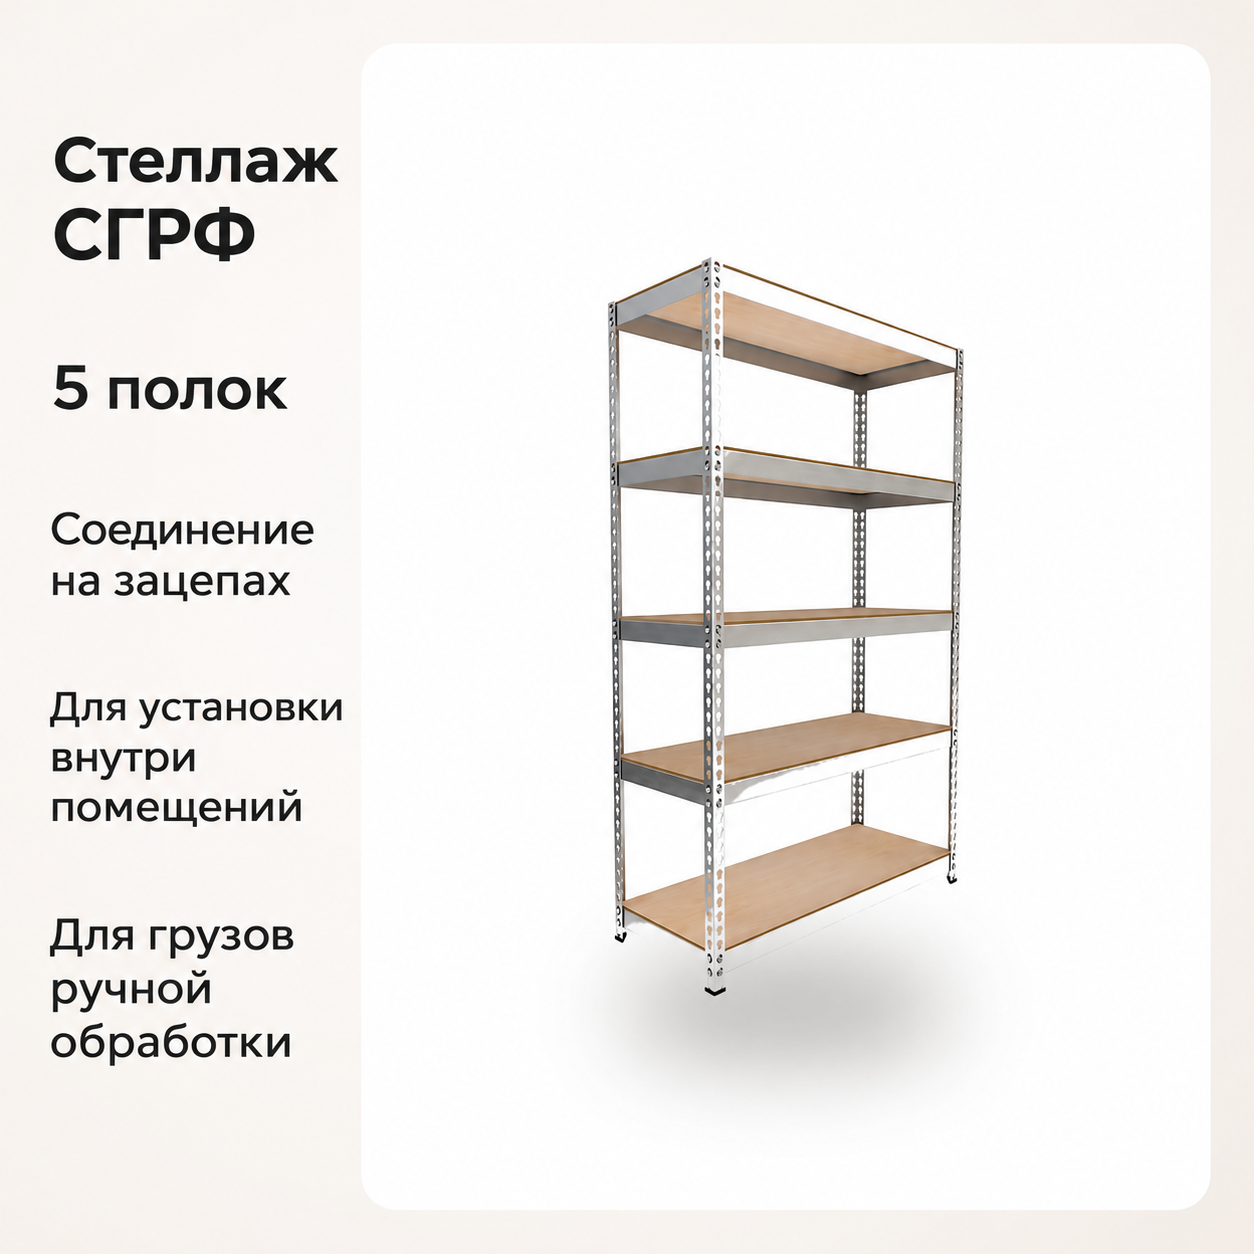 Стеллаж
СГРФ
5 полок
Соединение
на зацепах
Для установки
внутри
помещений
Для грузов
ручной
обработки